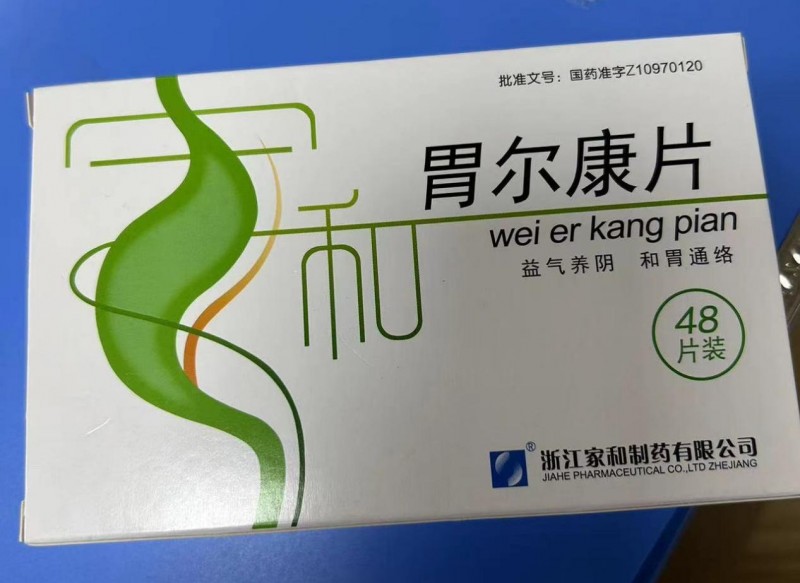 批准文号：国药准字Z10970120
胃尔康片
wei er kang pian
益气养阴 和胃通络
家和
48
片装
®
浙江家和制药有限公司
JIAHE PHARMACEUTICAL CO.,LTD ZHEJIANG